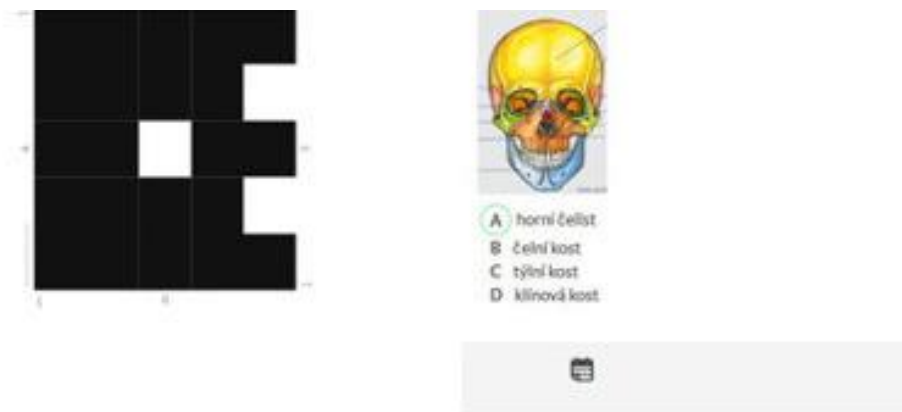 A horní čelist
B čelní kost
C týlní kost
D klínová kost